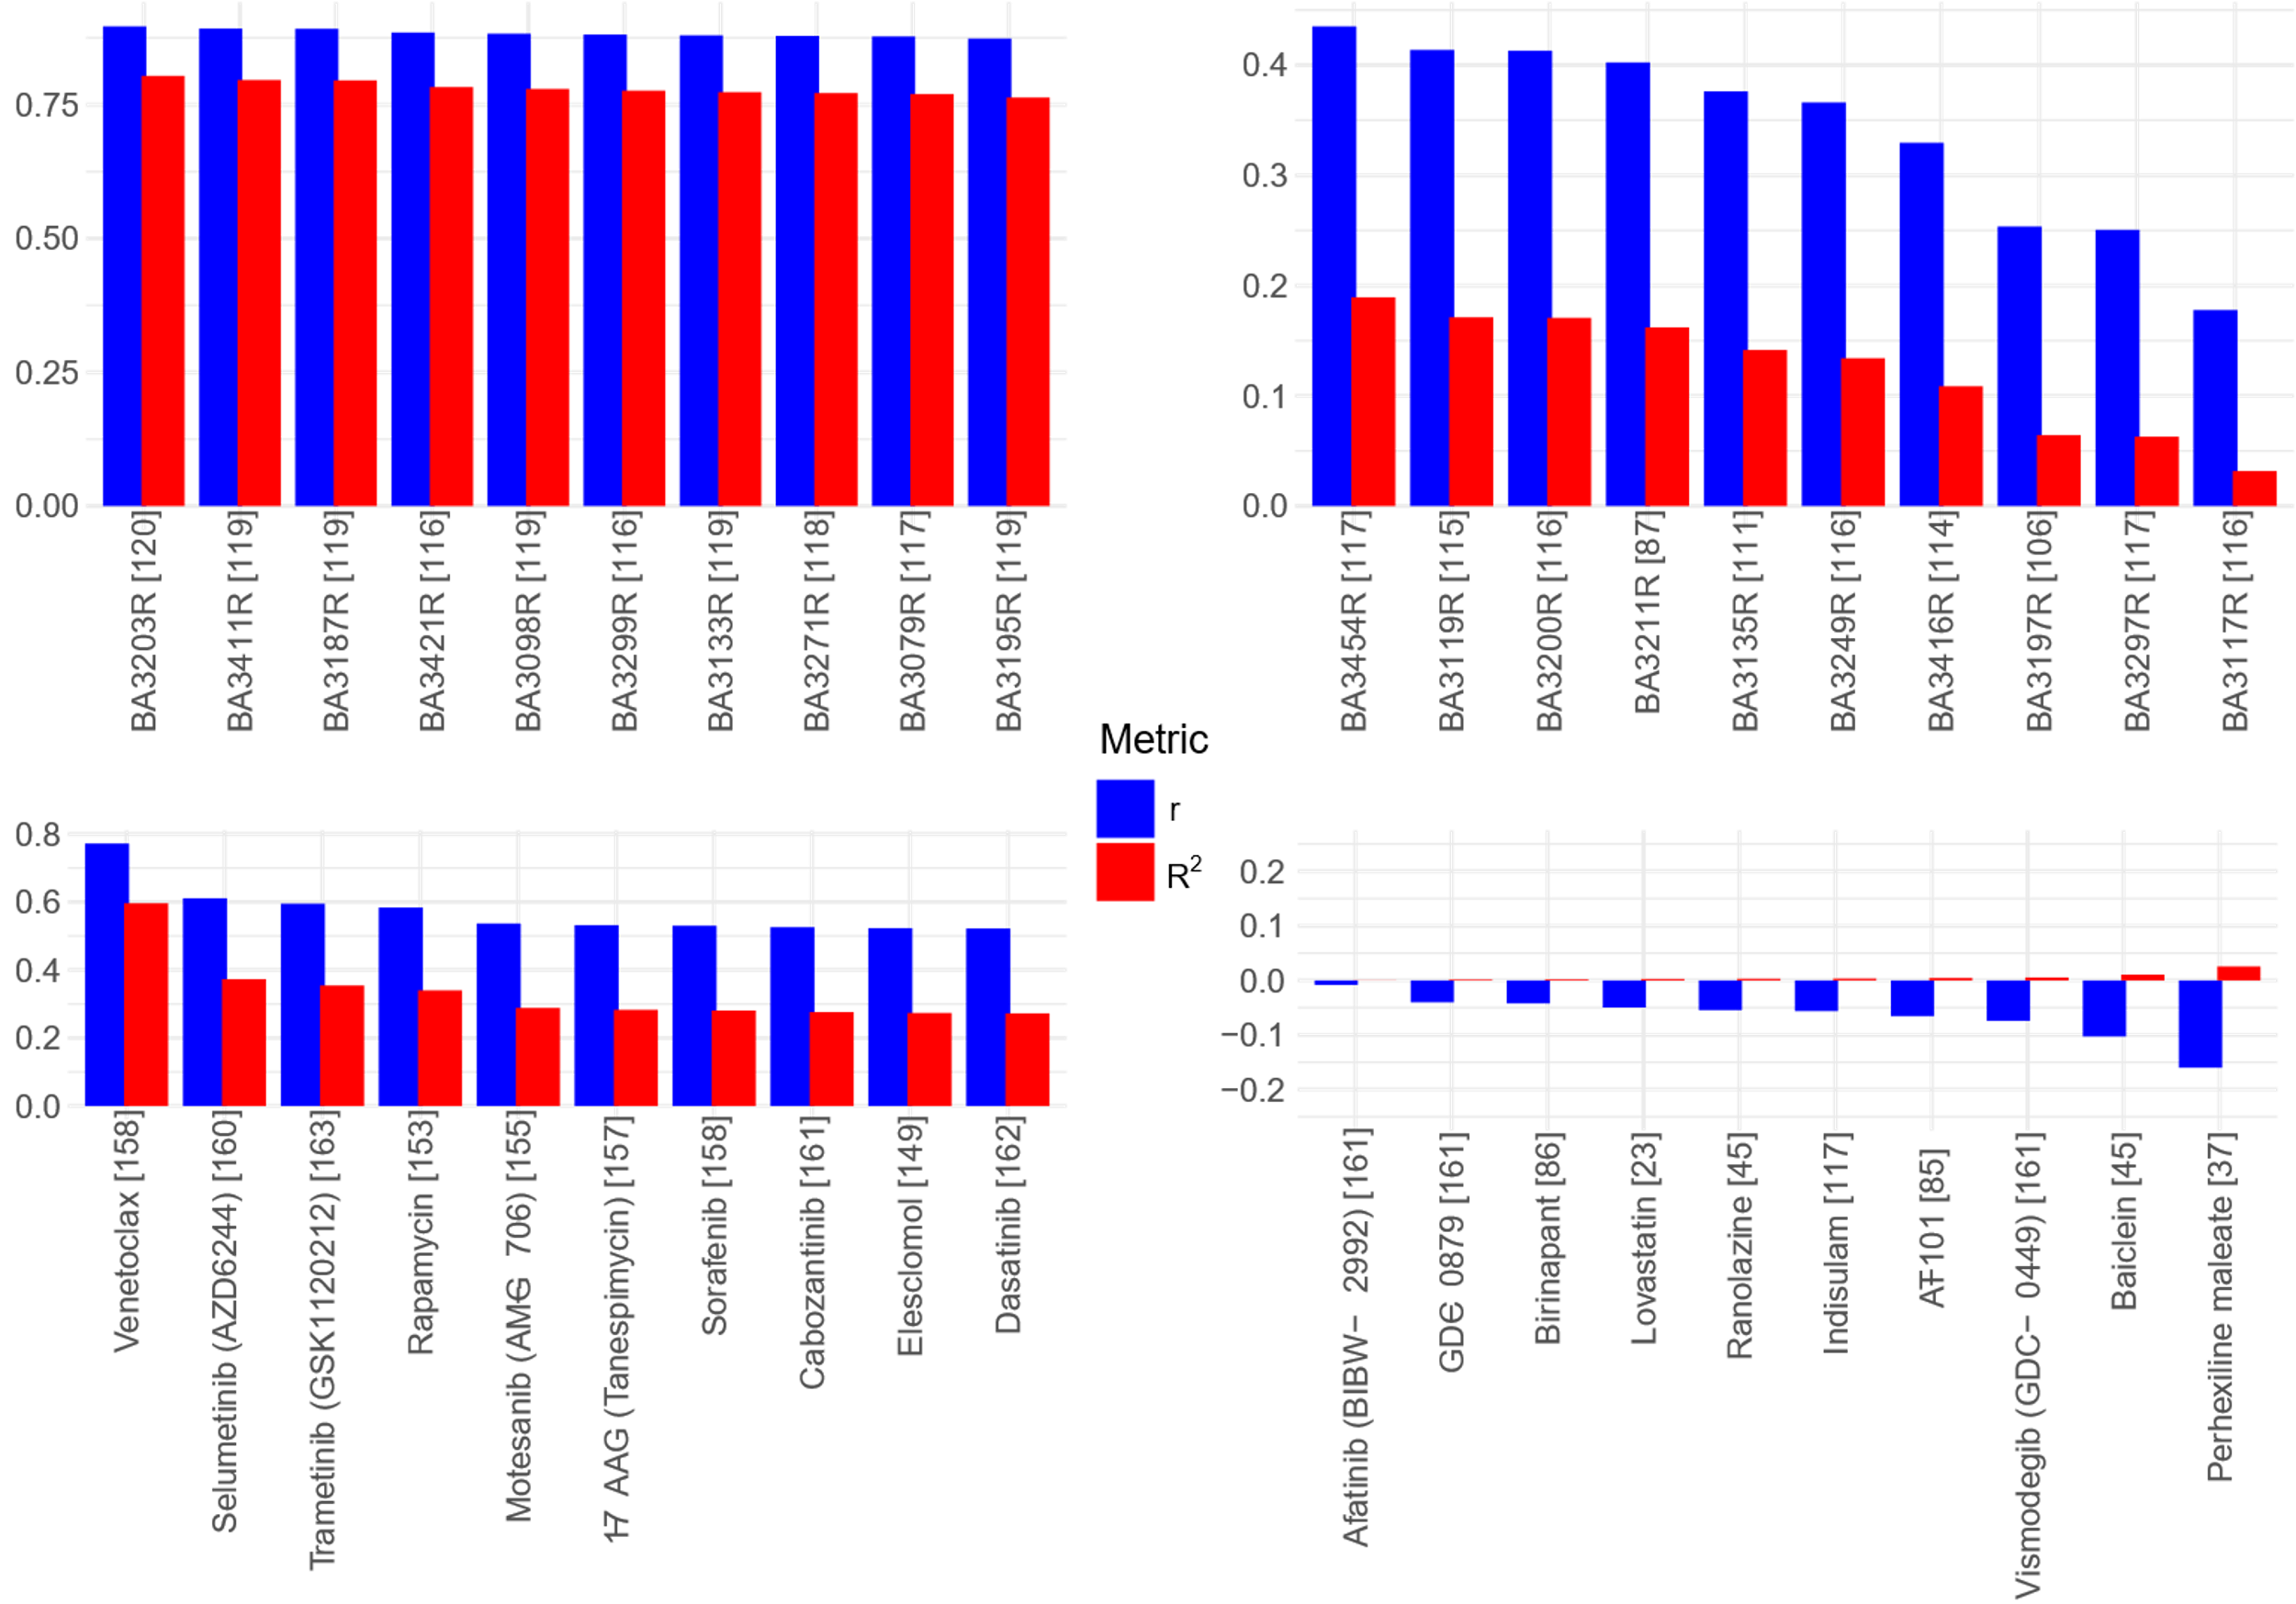 0.75
0.50
0.25
0.00
BA3203R [120]
BA3411R [119]
BA3187R [119]
BA3421R [116]
BA3098R [119]
BA3299R [116]
BA3133R [119]
BA3271R [118]
BA3079R [117]
BA3195R [119]
0.4
0.3
0.2
0.1
0.0
BA3454R [117]
BA3119R [115]
BA3200R [116]
BA3211R [87]
BA3135R [111]
BA3249R [116]
BA3416R [114]
BA3197R [106]
BA3297R [117]
BA3117R [116]
Metric
r
R²
0.8
0.6
0.4
0.2
0.0
Venetoclax [158]
Selumetinib (AZD6244) [160]
Trametinib (GSK1120212) [163]
Rapamycin [153]
Motesanib (AMG− 706) [155]
17− AAG (Tanespimycin) [157]
Sorafenib [158]
Cabozantinib [161]
Elesclomol [149]
Dasatinib [162]
0.2
0.1
0.0
−0.1
−0.2
Afatinib (BIBW− 2992) [161]
GDC− 0879 [161]
Birinapant [86]
Lovastatin [23]
Ranolazine [45]
Indisulam [117]
AT−101 [85]
Vismodegib (GDC− 0449) [161]
Baiclein [45]
Perhexiline maleate [37]